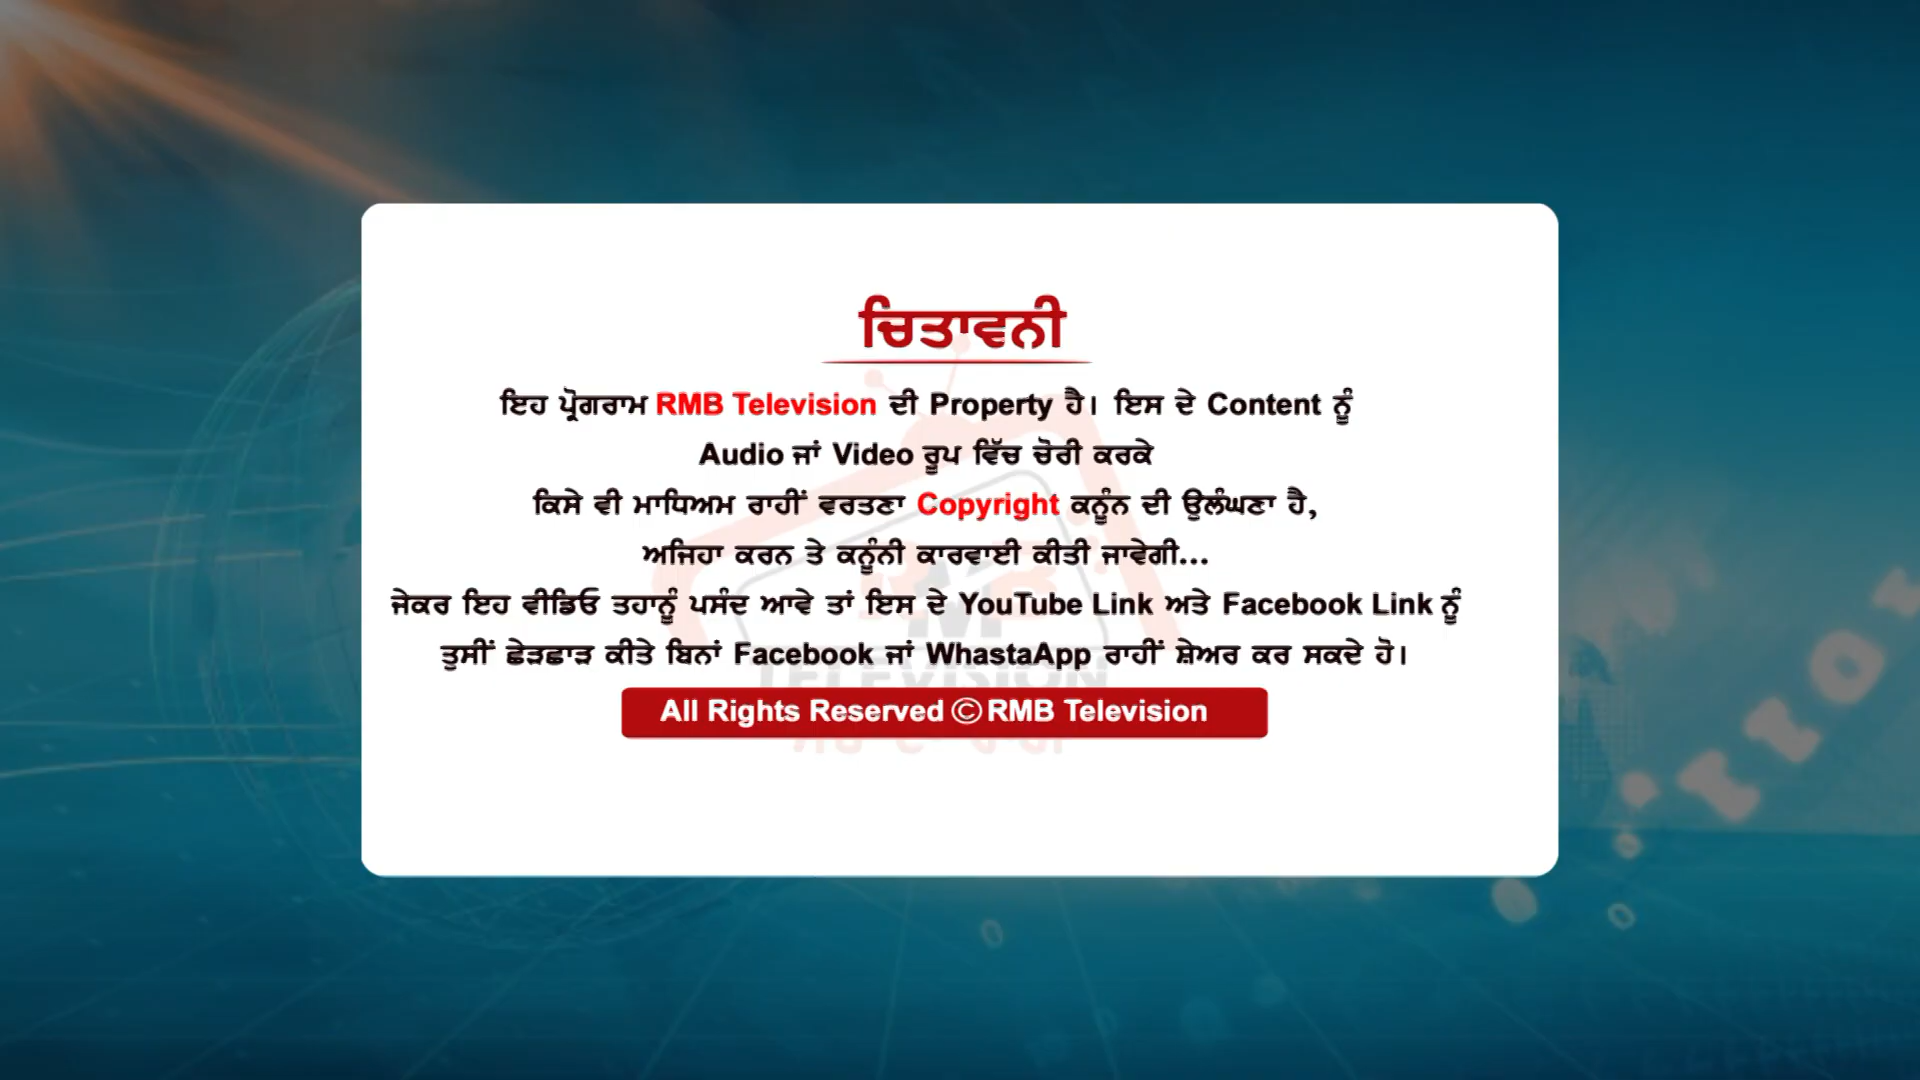 ਚਿਤਾਵਨੀ
ਇਹ ਪ੍ਰੋਗਰਾਮ RMB Television ਦੀ Property ਹੈ। ਇਸ ਦੇ Content ਨੂੰ
Audio ਜਾਂ Video ਰੂਪ ਵਿੱਚ ਚੋਰੀ ਕਰਕੇ
ਕਿਸੇ ਵੀ ਮਾਧਿਅਮ ਰਾਹੀਂ ਵਰਤਣਾ Copyright ਕਨੂੰਨ ਦੀ ਉਲੰਘਣਾ ਹੈ,
ਅਜਿਹਾ ਕਰਨ ਤੇ ਕਨੂੰਨੀ ਕਾਰਵਾਈ ਕੀਤੀ ਜਾਵੇਗੀ...
ਜੇਕਰ ਇਹ ਵੀਡਿਓ ਤਹਾਨੂੰ ਪਸੰਦ ਆਵੇ ਤਾਂ ਇਸ ਦੇ YouTube Link ਅਤੇ Facebook Link ਨੂੰ
ਤੁਸੀਂ ਛੇੜਛਾੜ ਕੀਤੇ ਬਿਨਾਂ Facebook ਜਾਂ WhastaApp ਰਾਹੀਂ ਸ਼ੇਅਰ ਕਰ ਸਕਦੇ ਹੋ।
TELEVISION
All Rights Reserved © RMB Television